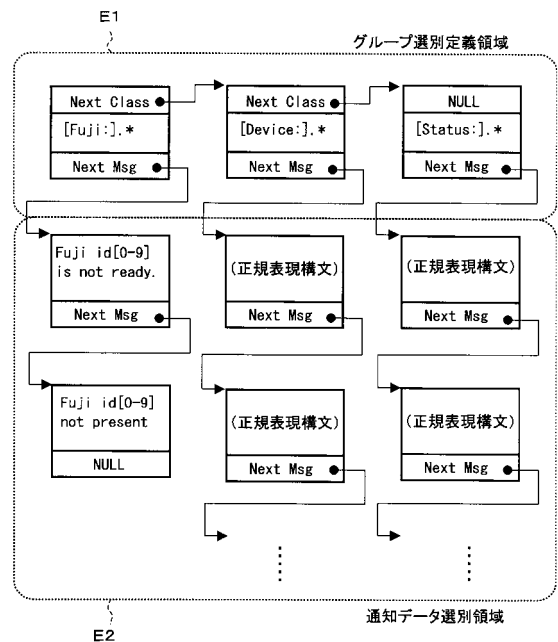 E1
グループ選別定義領域
Next Class
Next Class
NULL
[Fuji:].*
[Device:].*
[Status:].*
Next Msg
Next Msg
Next Msg
Fuji id[0-9]
is not ready.
(正規表現構文)
(正規表現構文)
Next Msg
Next Msg
Next Msg
Fuji id[0-9]
not present
(正規表現構文)
(正規表現構文)
NULL
Next Msg
Next Msg
通知データ選別領域
E2